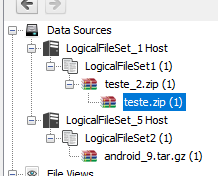 Data Sources
LogicalFileSet_1 Host
LogicalFileSet1 (1)
teste_2.zip (1)
teste.zip (1)
LogicalFileSet_5 Host
LogicalFileSet2 (1)
android_9.tar.gz (1)
File Views